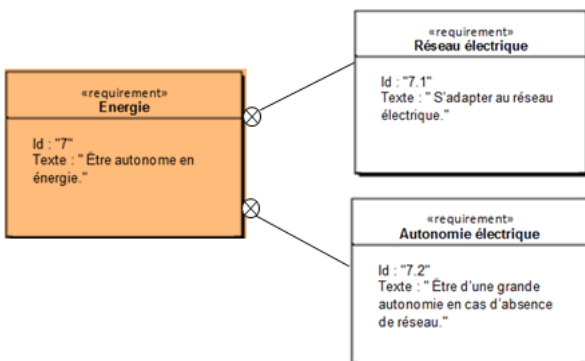 «requirement»
Energie
Id : "7"
Texte : " Être autonome en
énergie."
«requirement»
Réseau électrique
Id : "7.1"
Texte : " S'adapter au réseau
électrique."
«requirement»
Autonomie électrique
Id : "7.2"
Texte : " Être d'une grande
autonomie en cas d'absence
de réseau."